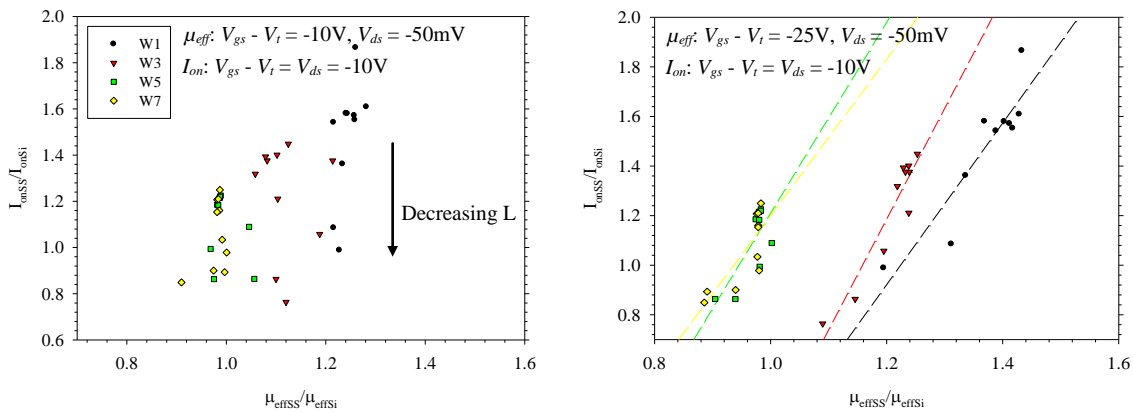 μeff: Vgs - Vt = -10V, Vds = -50mV
Ion: Vgs - Vt = Vds = -10V
W1
W3
W5
W7
Decreasing L
IonSS/IonSi
2.0
1.8
1.6
1.4
1.2
1.0
0.8
0.6
0.8
1.0
1.2
1.4
1.6
μeffSS/μeffSi
μeff: Vgs - Vt = -25V, Vds = -50mV
Ion: Vgs - Vt = Vds = -10V
IonSS/IonSi
2.0
1.8
1.6
1.4
1.2
1.0
0.8
0.6
0.8
1.0
1.2
1.4
1.6
μeffSS/μeffSi